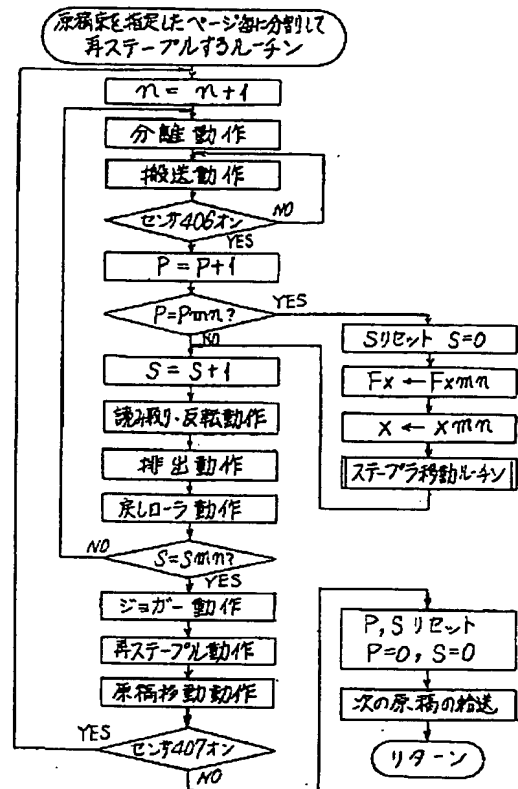 原稿束を指定したページ毎に分割して
再ステープルするルーチン
n = n+1
分離動作
搬送動作
センサ406オン
NO
YES
P = P+1
P=Pmn?
YES
NO
Sリセット S=0
Fx ← Fxmn
x ← xmn
ステープラ移動ルーチン
S = S+1
読み取り・反転動作
排出動作
戻しローラ動作
S=Smn?
NO
YES
ジョガー動作
再ステープル動作
原稿移動動作
センサ407オン
YES
NO
P, S リセット
P=0, S=0
次の原稿の給送
リターン